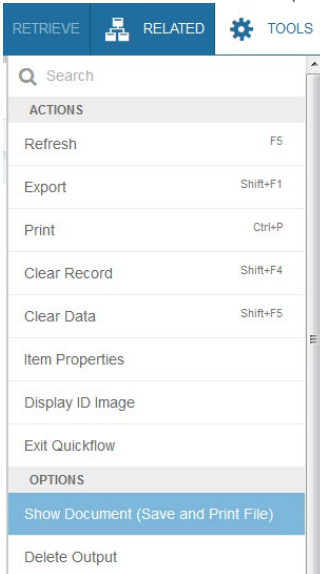 RETRIEVE RELATED TOOLS
Search
ACTIONS
Refresh F5
Export Shift+F1
Print Ctrl+P
Clear Record Shift+F4
Clear Data Shift+F5
Item Properties
Display ID Image
Exit Quickflow
OPTIONS
Show Document (Save and Print File)
Delete Output